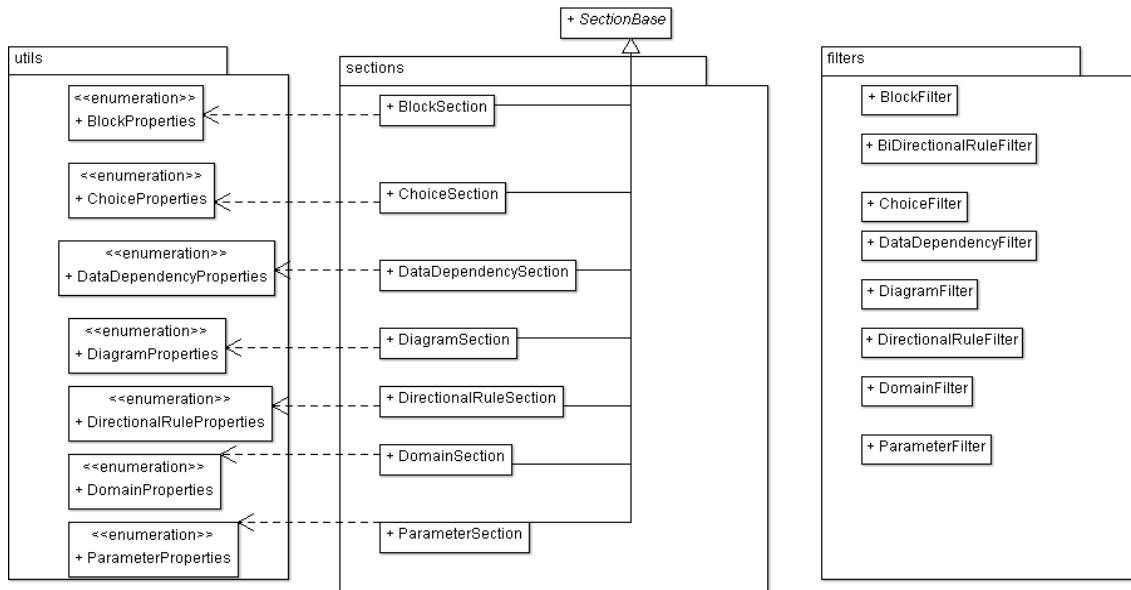 + SectionBase
utils
<<enumeration>>
+ BlockProperties
<<enumeration>>
+ ChoiceProperties
<<enumeration>>
+ DataDependencyProperties
<<enumeration>>
+ DiagramProperties
<<enumeration>>
+ DirectionalRuleProperties
<<enumeration>>
+ DomainProperties
<<enumeration>>
+ ParameterProperties
sections
+ BlockSection
+ ChoiceSection
+ DataDependencySection
+ DiagramSection
+ DirectionalRuleSection
+ DomainSection
+ ParameterSection
filters
+ BlockFilter
+ BiDirectionalRuleFilter
+ ChoiceFilter
+ DataDependencyFilter
+ DiagramFilter
+ DirectionalRuleFilter
+ DomainFilter
+ ParameterFilter